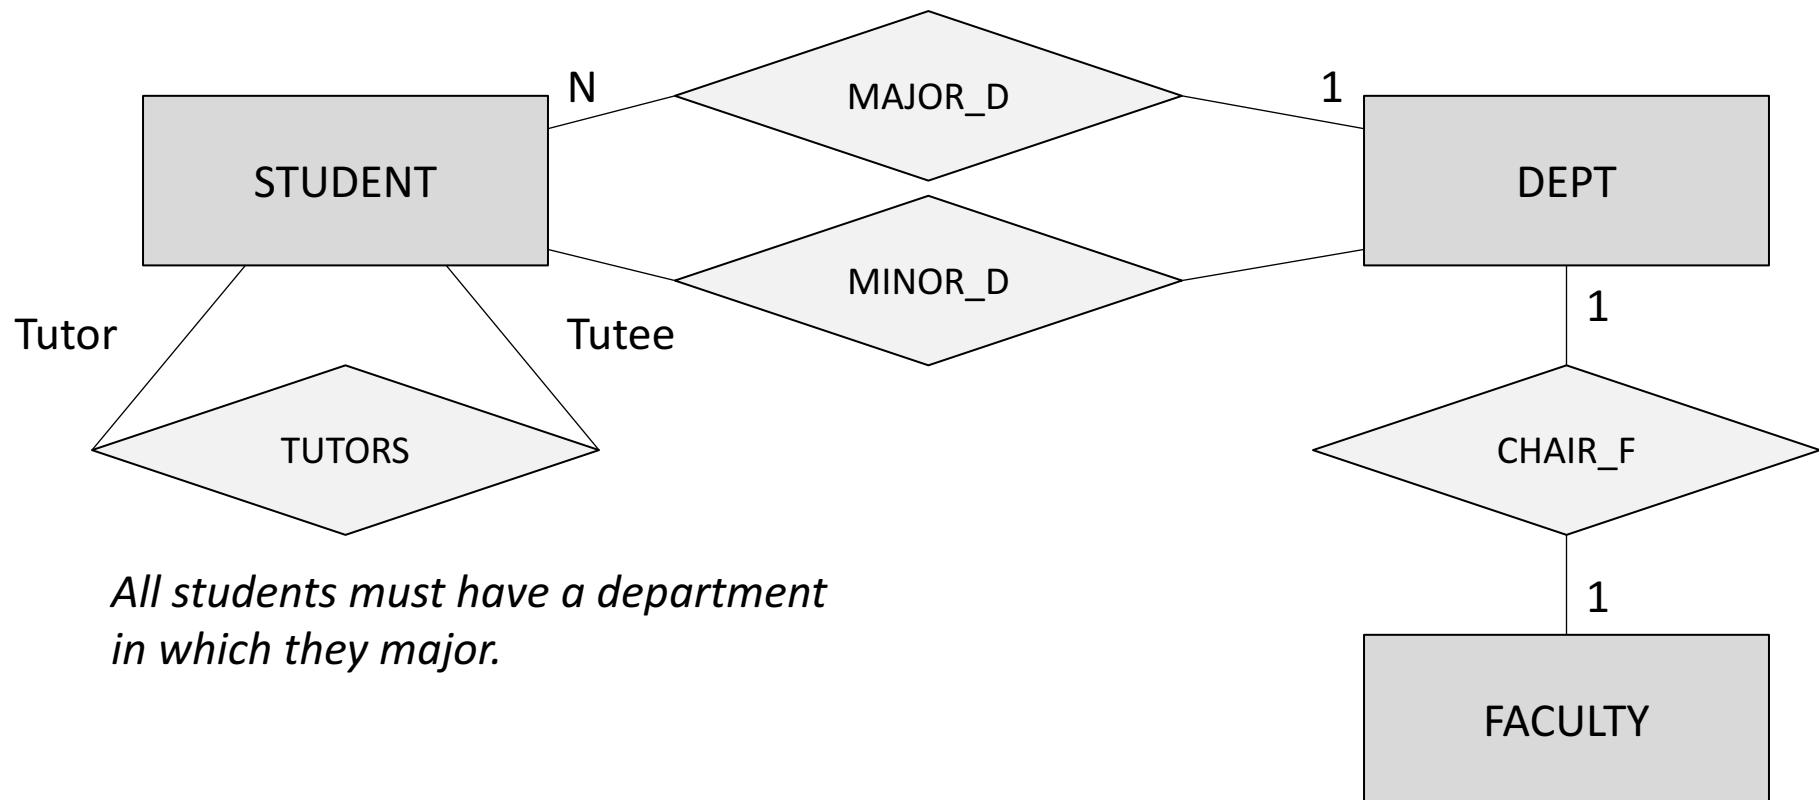 N
MAJOR_D
1
STUDENT
DEPT
MINOR_D
1
Tutor
Tutee
TUTORS
CHAIR_F
All students must have a department
in which they major.
1
FACULTY